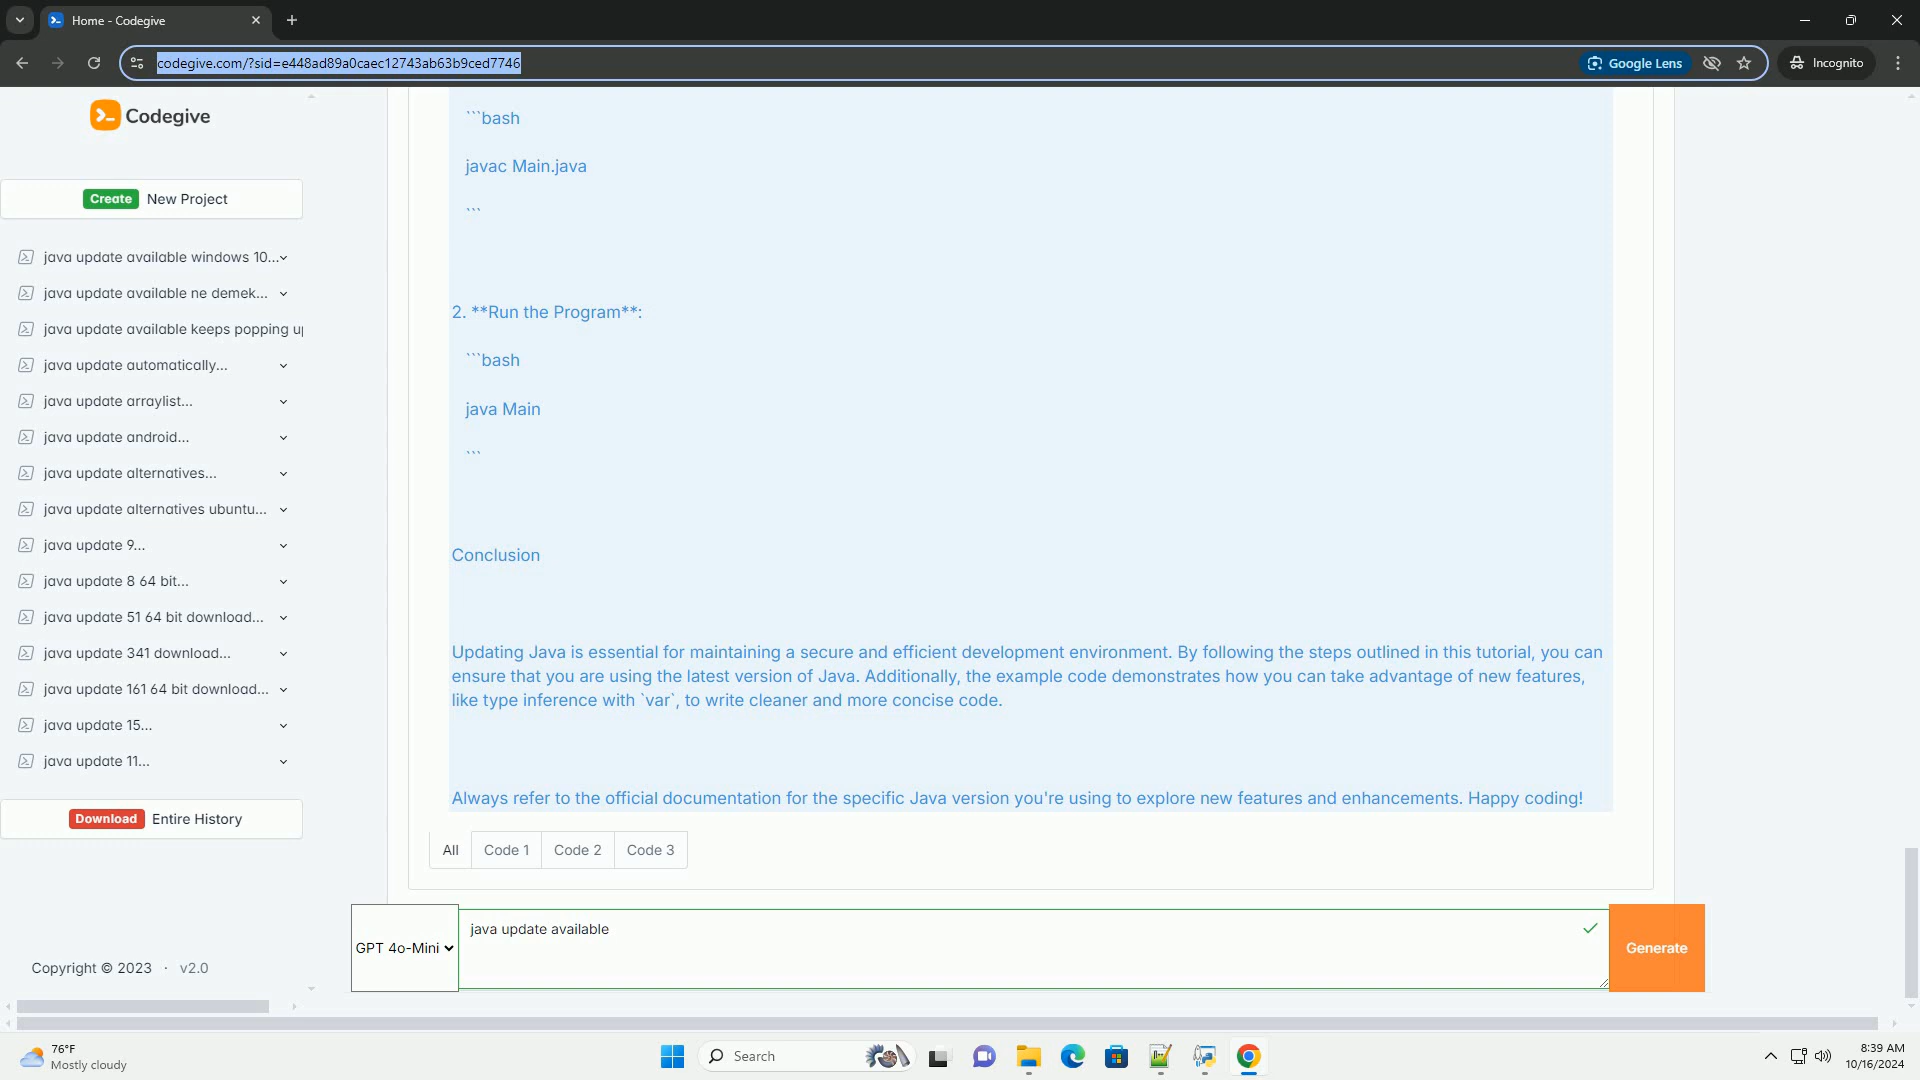 Home - Codegive
codegive.com/?sid=e448ad89a0caec12743ab63b9ced7746
Google Lens
Incognito
Codegive
Create New Project
java update available windows 10...
java update available ne demek...
java update available keeps popping u
java update automatically...
java update arraylist...
java update android...
java update alternatives...
java update alternatives ubuntu...
java update 9...
java update 8 64 bit...
java update 51 64 bit download...
java update 341 download...
java update 161 64 bit download...
java update 15...
java update 11...
Download Entire History
Copyright © 2023 · v2.0
```bash
javac Main.java
```
2. **Run the Program**:
```bash
java Main
```
Conclusion
Updating Java is essential for maintaining a secure and efficient development environment. By following the steps outlined in this tutorial, you can
ensure that you are using the latest version of Java. Additionally, the example code demonstrates how you can take advantage of new features,
like type inference with `var`, to write cleaner and more concise code.
Always refer to the official documentation for the specific Java version you're using to explore new features and enhancements. Happy coding!
All Code 1 Code 2 Code 3
GPT 4o-Mini
java update available
Generate
76°F
Mostly cloudy
Search
8:39 AM
10/16/2024